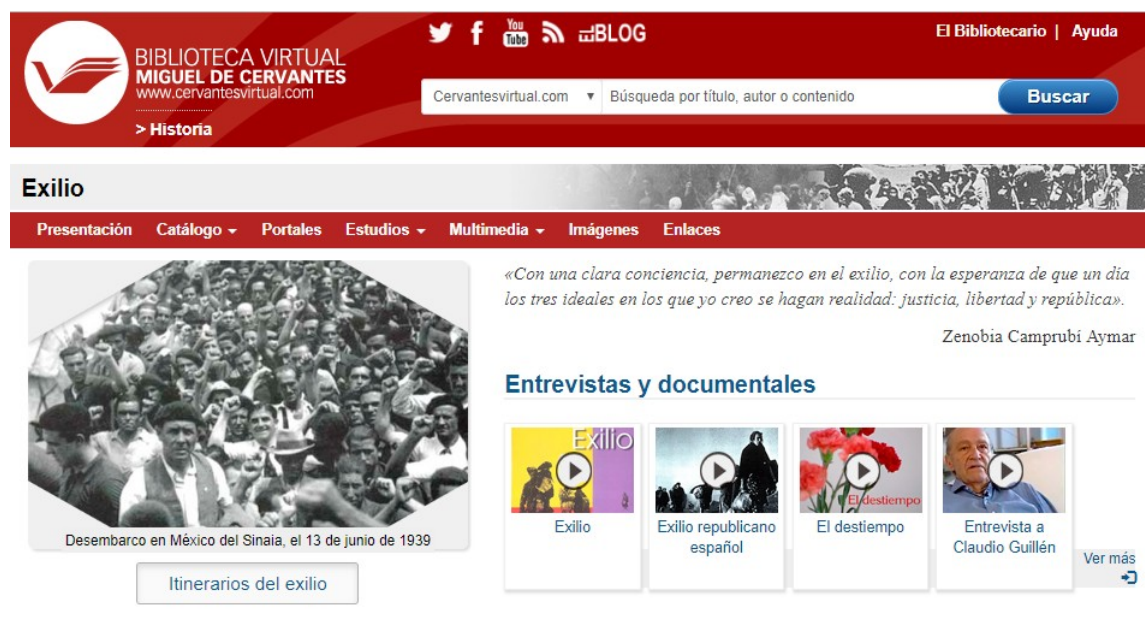 You
Tube
BLOG
El Bibliotecario | Ayuda
BIBLIOTECA VIRTUAL
MIGUEL DE CERVANTES
www.cervantesvirtual.com
> Historia
Cervantesvirtual.com ▼ Búsqueda por título, autor o contenido
Buscar
Exilio
Presentación Catálogo Portales Estudios Multimedia Imágenes Enlaces
Desembarco en México del Sinaia, el 13 de junio de 1939
Itinerarios del exilio
«Con una clara conciencia, permanezco en el exilio, con la esperanza de que un día
los tres ideales en los que yo creo se hagan realidad: justicia, libertad y república».
Zenobia Camprubí Aymar
Entrevistas y documentales
Exilio
Exilio
Exilio republicano
español
El destiempo
El destiempo
Entrevista a
Claudio Guillén
Ver más